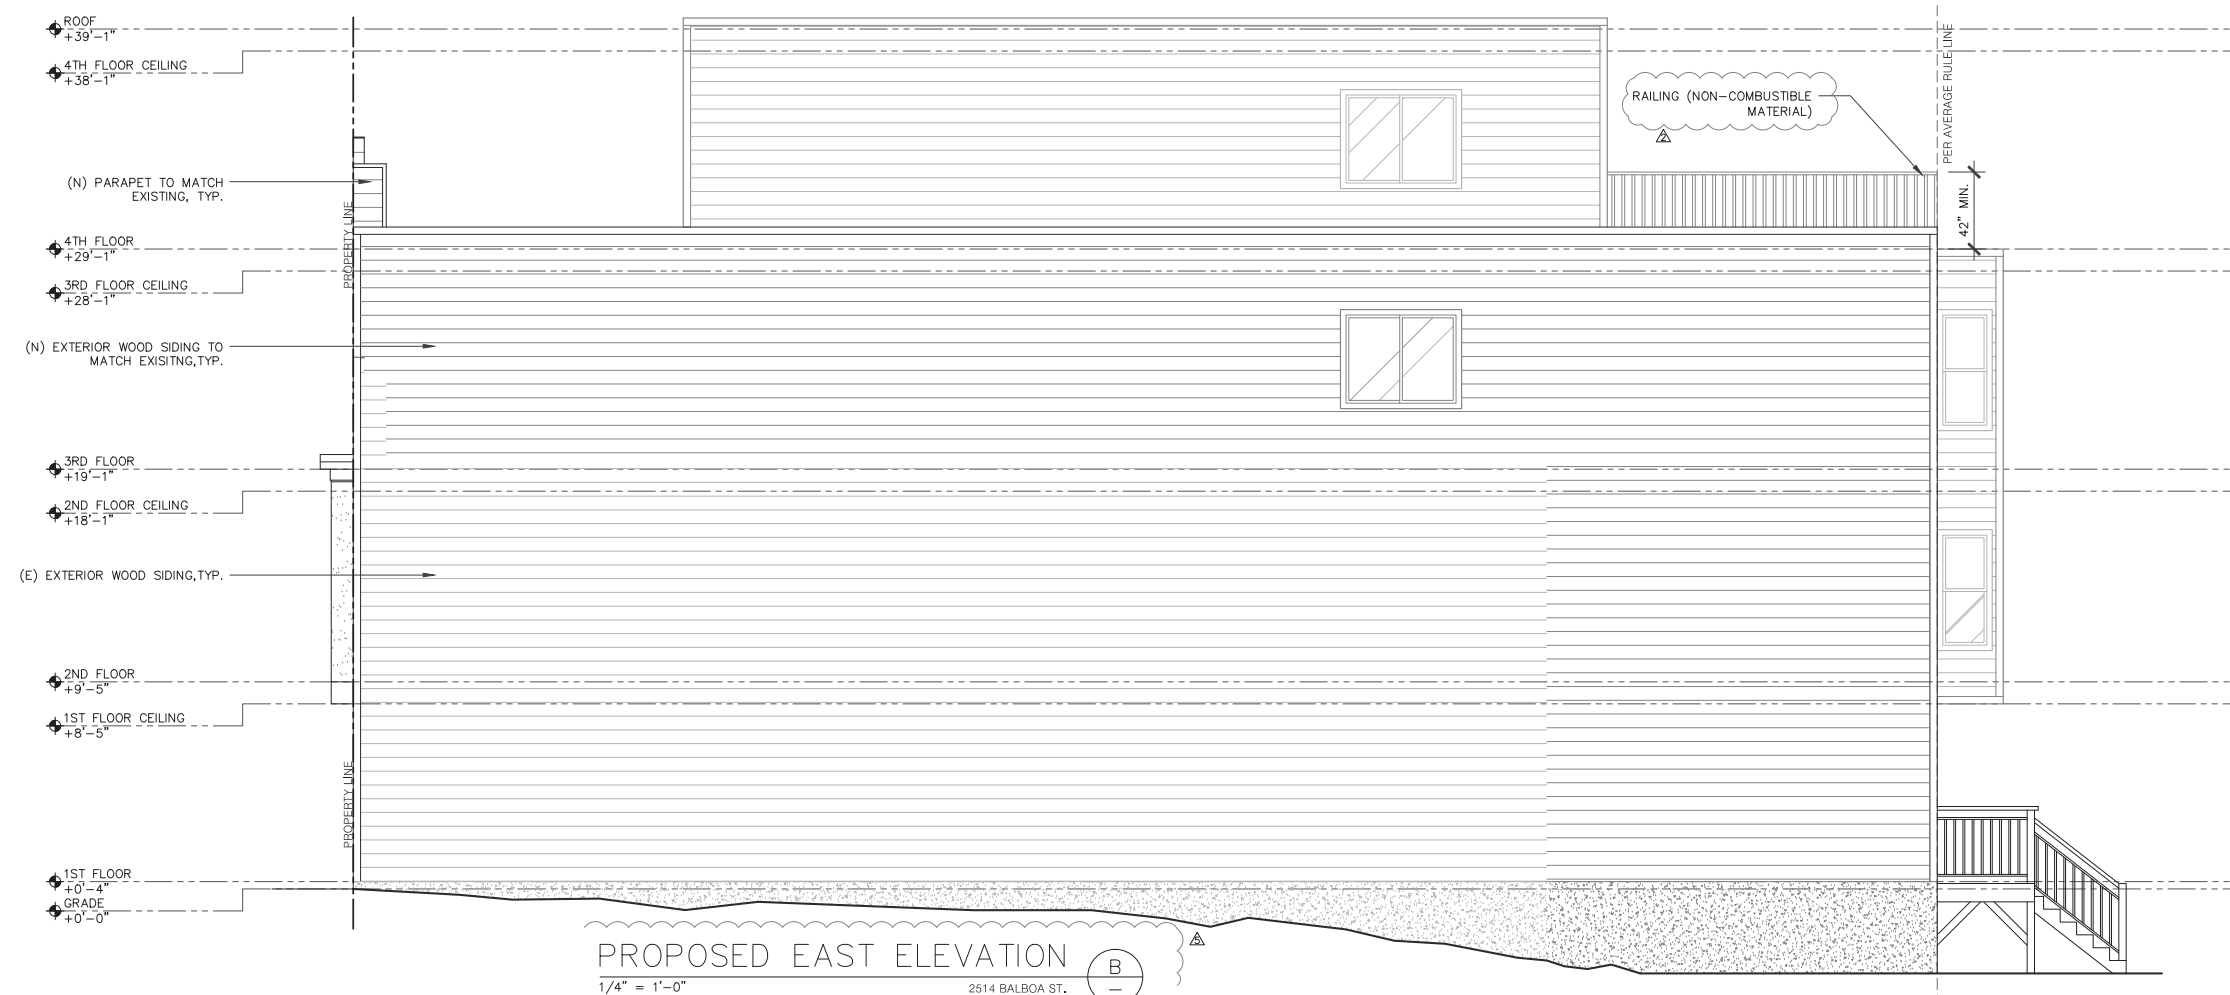 ROOF
+39'-1"
4TH FLOOR CEILING
+38'-1"
(N) PARAPET TO MATCH
EXISTING, TYP.
PROPERTY LINE
4TH FLOOR
+29'-1"
3RD FLOOR CEILING
+28'-1"
(N) EXTERIOR WOOD SIDING TO
MATCH EXISITNG,TYP.
3RD FLOOR
+19'-1"
2ND FLOOR CEILING
+18'-1"
(E) EXTERIOR WOOD SIDING,TYP.
2ND FLOOR
+9'-5"
1ST FLOOR CEILING
+8'-5"
PROPERTY LINE
1ST FLOOR
+0'-4"
GRADE
+0'-0"
RAILING (NON-COMBUSTIBLE
MATERIAL)
2
PER AVERAGE RULE LINE
42" MIN.
PROPOSED EAST ELEVATION
1/4" = 1'-0"
2514 BALBOA ST.
B
–
5